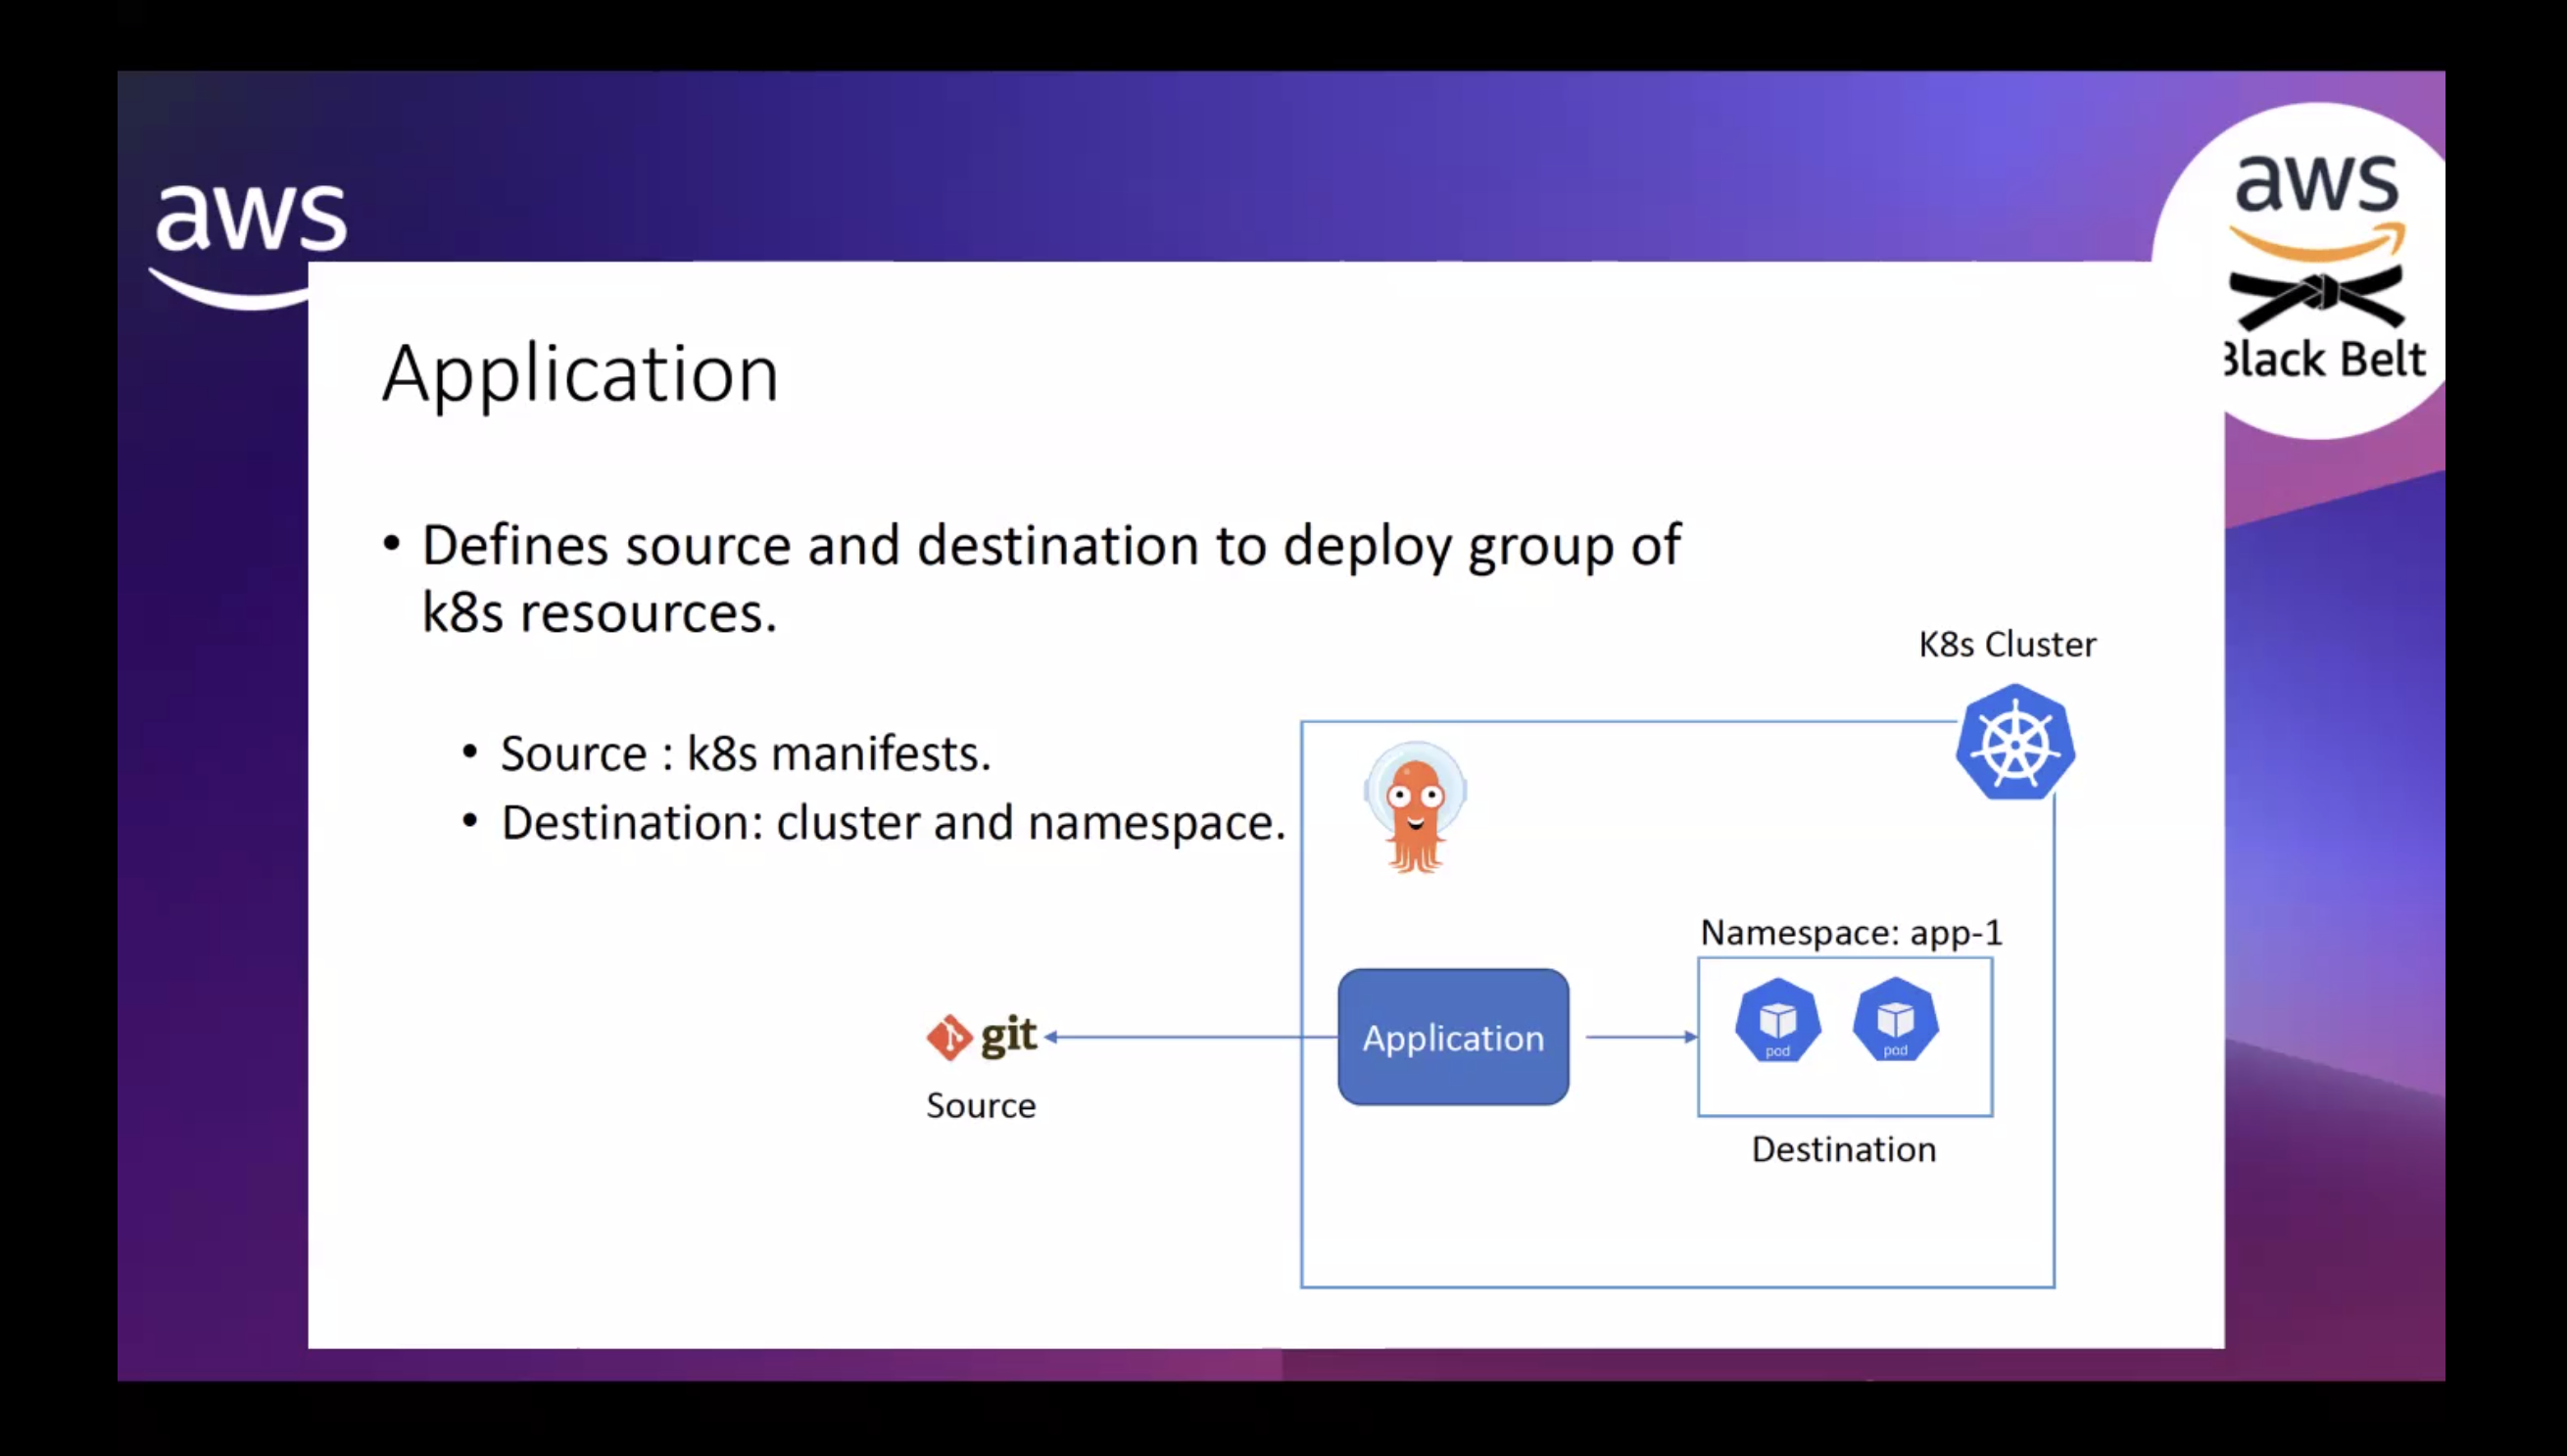 aws
aws
Black Belt
Application
• Defines source and destination to deploy group of
k8s resources.
• Source : k8s manifests.
• Destination: cluster and namespace.
K8s Cluster
Namespace: app-1
pod
pod
Application
git
Source
Destination